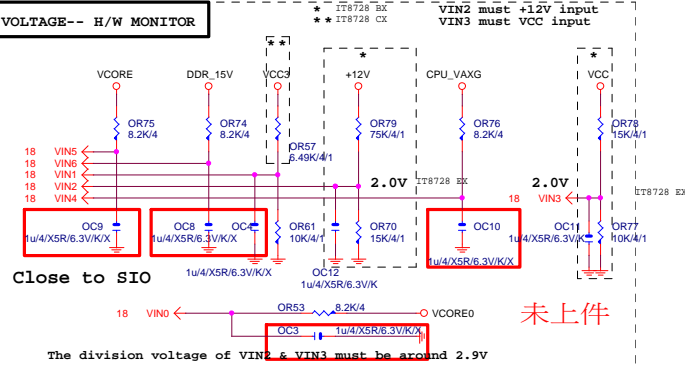 VOLTAGE-- H/W MONITOR
* IT8728 BX
** IT8728 CX
VIN2 must +12V input
VIN3 must VCC input
**
*
*
VCORE
DDR_15V
VCC3
+12V
CPU_VAXG
VCC
OR75
8.2K/4
OR74
8.2K/4
OR57
6.49K/4/1
OR79
75K/4/1
OR76
8.2K/4
OR78
15K/4/1
18 VIN5
18 VIN6
18 VIN1
18 VIN2
18 VIN4
2.0V
IT8728 EX
18 VIN3
2.0V
IT8728 EX
OC9
1u/4/X5R/6.3V/K/X
OC8
1u/4/X5R/6.3V/K/X
OC4
OR61
10K/4/1
OR70
15K/4/1
OC10
1u/4/X5R/6.3V/K/X
OC11
1u/4/X5R/6.3V/K
OR77
10K/4/1
1u/4/X5R/6.3V/K/X
OC12
1u/4/X5R/6.3V/K
Close to SIO
18 VIN0
OR53
8.2K/4
VCORE0
OC3
1u/4/X5R/6.3V/K/X
未上件
The division voltage of VIN2 & VIN3 must be around 2.9V